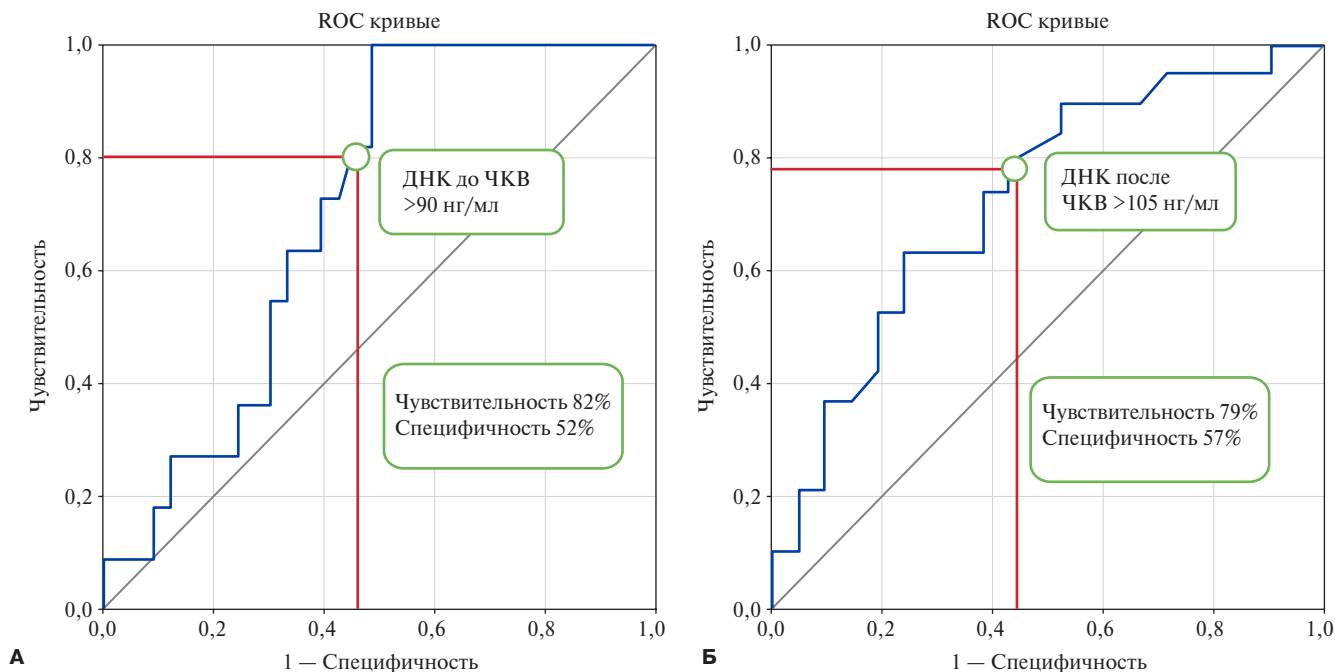 ROC кривые
1,0
0,8
0,6
0,4
0,2
0,0
0,0
0,2
0,4
0,6
0,8
1,0
Чувствительность
1 — Специфичность
ДНК до ЧКВ
>90 нг/мл
Чувствительность 82%
Специфичность 52%
А
ROC кривые
1,0
0,8
0,6
0,4
0,2
0,0
0,0
0,2
0,4
0,6
0,8
1,0
Чувствительность
1 — Специфичность
ДНК после
ЧКВ >105 нг/мл
Чувствительность 79%
Специфичность 57%
Б